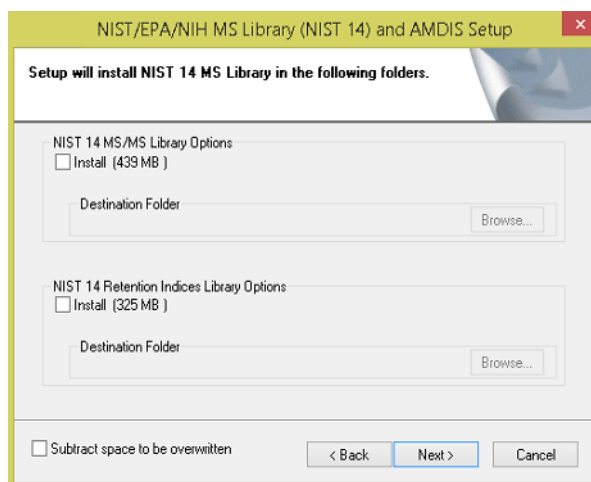 NIST/EPA/NIH MS Library (NIST 14) and AMDIS Setup
Setup will install NIST 14 MS Library in the following folders.
NIST 14 MS/MS Library Options
Install (439 MB )
Destination Folder
Browse...
NIST 14 Retention Indices Library Options
Install (325 MB )
Destination Folder
Browse...
Subtract space to be overwritten
< Back
Next >
Cancel